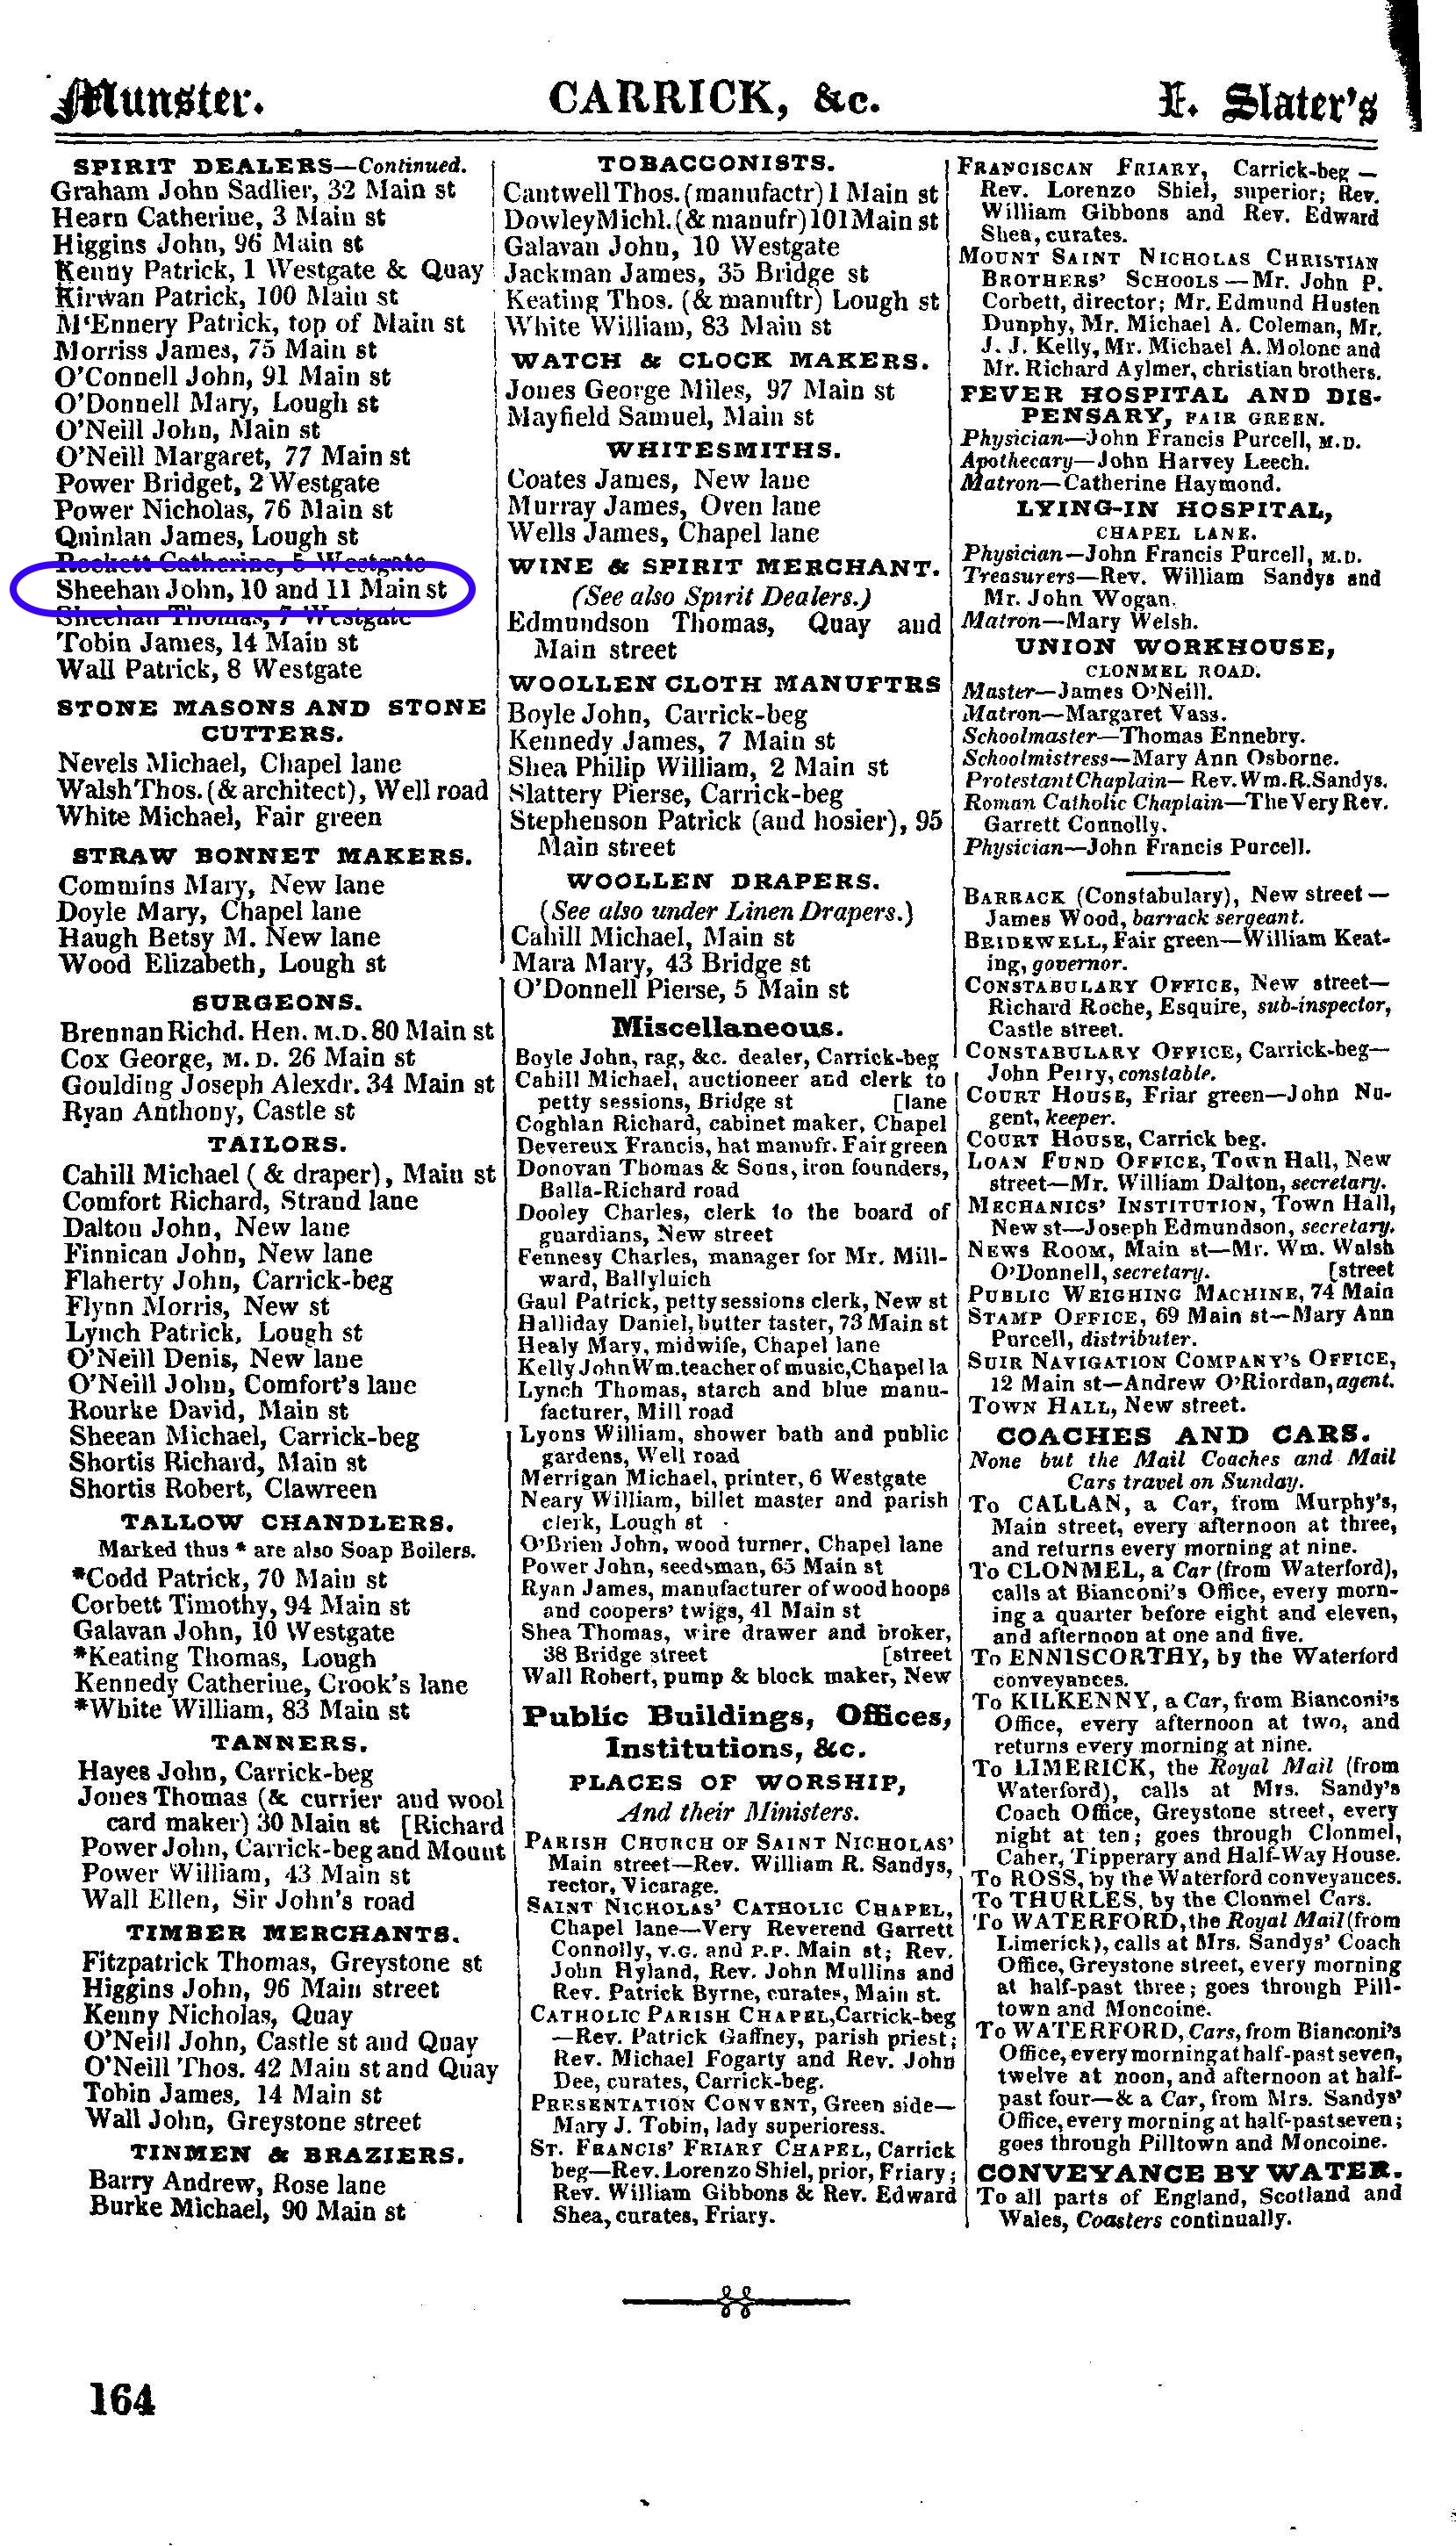 Munster.
CARRICK, &c.
I. Slater's
SPIRIT DEALERS—Continued.
Graham John Sadlier, 32 Main st
Hearn Catherine, 3 Main st
Higgins John, 96 Main st
Kenny Patrick, 1 Westgate & Quay
Kirwan Patrick, 100 Main st
M'Ennery Patrick, top of Main st
Morriss James, 75 Main st
O'Connell John, 91 Main st
O'Donnell Mary, Lough st
O'Neill John, Main st
O'Neill Margaret, 77 Main st
Power Bridget, 2 Westgate
Power Nicholas, 76 Main st
Quinlan James, Lough st
Rockett Catherine, 5 Westgate
Sheehan John, 10 and 11 Main st
Sheehan Thomas, 7 Westgate
Tobin James, 14 Main st
Wall Patrick, 8 Westgate
STONE MASONS AND STONE
CUTTERS.
Nevels Michael, Chapel lane
Walsh Thos. (& architect), Well road
White Michael, Fair green
STRAW BONNET MAKERS.
Commins Mary, New lane
Doyle Mary, Chapel lane
Haugh Betsy M. New lane
Wood Elizabeth, Lough st
SURGEONS.
Brennan Richd. Hen. M.D. 80 Main st
Cox George, M.D. 26 Main st
Goulding Joseph Alexdr. 34 Main st
Ryan Anthony, Castle st
TAILORS.
Cahill Michael (& draper), Main st
Comfort Richard, Strand lane
Dalton John, New lane
Finnican John, New lane
Flaherty John, Carrick-beg
Flynn Morris, New st
Lynch Patrick, Lough st
O'Neill Denis, New lane
O'Neill John, Comfort's lane
Rourke David, Main st
Sheean Michael, Carrick-beg
Shortis Richard, Main st
Shortis Robert, Clawreen
TALLOW CHANDLERS.
Marked thus * are also Soap Boilers.
*Codd Patrick, 70 Main st
Corbett Timothy, 94 Main st
Galavan John, 10 Westgate
*Keating Thomas, Lough
Kennedy Catherine, Crook's lane
*White William, 83 Main st
TANNERS.
Hayes John, Carrick-beg
Jones Thomas (& currier and wool
card maker) 30 Main st [Richard
Power John, Carrick-beg and Mount
Power William, 43 Main st
Wall Ellen, Sir John's road
TIMBER MERCHANTS.
Fitzpatrick Thomas, Greystone st
Higgins John, 96 Main street
Kenny Nicholas, Quay
O'Neill John, Castle st and Quay
O'Neill Thos. 42 Main st and Quay
Tobin James, 14 Main st
Wall John, Greystone street
TINMEN & BRAZIERS.
Barry Andrew, Rose lane
Burke Michael, 90 Main st
TOBACCONISTS.
Cantwell Thos. (manufactr) 1 Main st
Dowley Michl. (& manufr) 101 Main st
Galavan John, 10 Westgate
Jackman James, 35 Bridge st
Keating Thos. (& manuftr) Lough st
White William, 83 Main st
WATCH & CLOCK MAKERS.
Jones George Miles, 97 Main st
Mayfield Samuel, Main st
WHITESMITHS.
Coates James, New lane
Murray James, Oven lane
Wells James, Chapel lane
WINE & SPIRIT MERCHANT.
(See also Spirit Dealers.)
Edmundson Thomas, Quay and
Main street
WOOLLEN CLOTH MANUFTRS
Boyle John, Carrick-beg
Kennedy James, 7 Main st
Shea Philip William, 2 Main st
Slattery Pierse, Carrick-beg
Stephenson Patrick (and hosier), 95
Main street
WOOLLEN DRAPERS.
(See also under Linen Drapers.)
Cahill Michael, Main st
Mara Mary, 43 Bridge st
O'Donnell Pierse, 5 Main st
Miscellaneous.
Boyle John, rag, &c. dealer, Carrick-beg
Cahill Michael, auctioneer and clerk to
petty sessions, Bridge st [lane
Coghlan Richard, cabinet maker, Chapel
Devereux Francis, hat manufr. Fair green
Donovan Thomas & Sons, iron founders,
Balla-Richard road
Dooley Charles, clerk to the board of
guardians, New street
Fennesy Charles, manager for Mr. Mill-
ward, Ballyluich
Gaul Patrick, petty sessions clerk, New st
Halliday Daniel, butter taster, 73 Main st
Healy Mary, midwife, Chapel lane
Kelly John Wm. teacher of music, Chapel la
Lynch Thomas, starch and blue manu-
facturer, Mill road
Lyons William, shower bath and public
gardens, Well road
Merrigan Michael, printer, 6 Westgate
Neary William, billet master and parish
clerk, Lough st
O'Brien John, wood turner, Chapel lane
Power John, seedsman, 65 Main st
Ryan James, manufacturer of wood hoops
and coopers' twigs, 41 Main st
Shea Thomas, wire drawer and broker,
38 Bridge street [street
Wall Robert, pump & block maker, New
Public Buildings, Offices,
Institutions, &c.
PLACES OF WORSHIP,
And their Ministers.
PARISH CHURCH OF SAINT NICHOLAS'
Main street—Rev. William R. Sandys,
rector, Vicarage.
SAINT NICHOLAS' CATHOLIC CHAPEL,
Chapel lane—Very Reverend Garrett
Connolly, V.G. and P.P. Main st; Rev.
John Hyland, Rev. John Mullins and
Rev. Patrick Byrne, curates, Main st.
CATHOLIC PARISH CHAPEL, Carrick-beg
—Rev. Patrick Gaffney, parish priest;
Rev. Michael Fogarty and Rev. John
Dee, curates, Carrick-beg.
PRESENTATION CONVENT, Green side—
Mary J. Tobin, lady superioress.
ST. FRANCIS' FRIARY CHAPEL, Carrick
beg—Rev. Lorenzo Shiel, prior, Friary;
Rev. William Gibbons & Rev. Edward
Shea, curates, Friary.
FRANCISCAN FRIARY, Carrick-beg —
Rev. Lorenzo Shiel, superior; Rev.
William Gibbons and Rev. Edward
Shea, curates.
MOUNT SAINT NICHOLAS CHRISTIAN
BROTHERS' SCHOOLS — Mr. John P.
Corbett, director; Mr. Edmund Husten
Dunphy, Mr. Michael A. Coleman, Mr.
J. J. Kelly, Mr. Michael A. Molone and
Mr. Richard Aylmer, christian brothers.
FEVER HOSPITAL AND DIS-
PENSARY, FAIR GREEN.
Physician—John Francis Purcell, M.D.
Apothecary—John Harvey Leech.
Matron—Catherine Haymond.
LYING-IN HOSPITAL,
CHAPEL LANE.
Physician—John Francis Purcell, M.D.
Treasurers—Rev. William Sandys and
Mr. John Wogan.
Matron—Mary Welsh.
UNION WORKHOUSE,
CLONMEL ROAD.
Master—James O'Neill.
Matron—Margaret Vass.
Schoolmaster—Thomas Ennebry.
Schoolmistress—Mary Ann Osborne.
Protestant Chaplain—Rev. Wm. R. Sandys.
Roman Catholic Chaplain—The Very Rev.
Garrett Connolly.
Physician—John Francis Purcell.
BARRACK (Constabulary), New street —
James Wood, barrack sergeant.
BRIDEWELL, Fair green—William Keat-
ing, governor.
CONSTABULARY OFFICE, New street—
Richard Roche, Esquire, sub-inspector,
Castle street.
CONSTABULARY OFFICE, Carrick-beg—
John Perry, constable.
COURT HOUSE, Friar green—John Nu-
gent, keeper.
COURT HOUSE, Carrick beg.
LOAN FUND OFFICE, Town Hall, New
street—Mr. William Dalton, secretary.
MECHANICS' INSTITUTION, Town Hall,
New st—Joseph Edmundson, secretary.
NEWS ROOM, Main st—Mr. Wm. Walsh
O'Donnell, secretary. [street
PUBLIC WEIGHING MACHINE, 74 Main
STAMP OFFICE, 69 Main st—Mary Ann
Purcell, distributer.
SUIR NAVIGATION COMPANY'S OFFICE,
12 Main st—Andrew O'Riordan, agent.
TOWN HALL, New street.
COACHES AND CARS.
None but the Mail Coaches and Mail
Cars travel on Sunday.
To CALLAN, a Car, from Murphy's,
Main street, every afternoon at three,
and returns every morning at nine.
To CLONMEL, a Car (from Waterford),
calls at Bianconi's Office, every morn-
ing a quarter before eight and eleven,
and afternoon at one and five.
To ENNISCORTHY, by the Waterford
conveyances.
To KILKENNY, a Car, from Bianconi's
Office, every afternoon at two, and
returns every morning at nine.
To LIMERICK, the Royal Mail (from
Waterford), calls at Mrs. Sandy's
Coach Office, Greystone street, every
night at ten; goes through Clonmel,
Caher, Tipperary and Half-Way House.
To ROSS, by the Waterford conveyances.
To THURLES, by the Clonmel Cars.
To WATERFORD, the Royal Mail (from
Limerick), calls at Mrs. Sandys' Coach
Office, Greystone street, every morning
at half-past three; goes through Pill-
town and Moncoine.
To WATERFORD, Cars, from Bianconi's
Office, every morning at half-past seven,
twelve at noon, and afternoon at half-
past four—& a Car, from Mrs. Sandys'
Office, every morning at half-past seven;
goes through Pilltown and Moncoine.
CONVEYANCE BY WATER.
To all parts of England, Scotland and
Wales, Coasters continually.
164